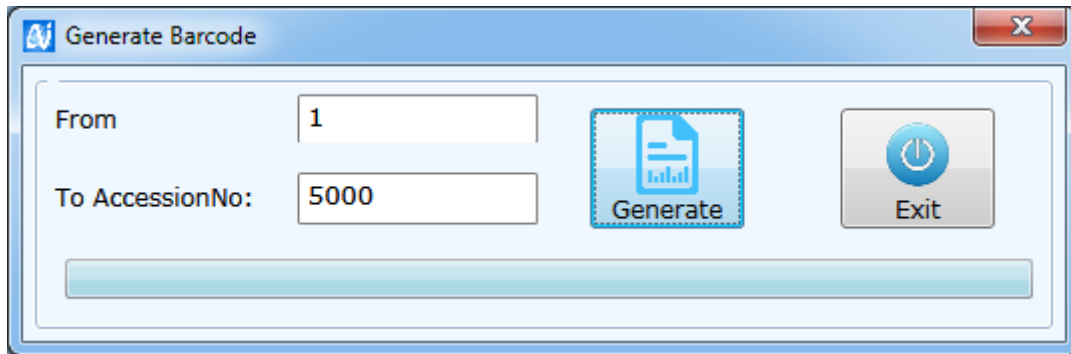 Generate Barcode
From 1
To AccessionNo: 5000
Generate
Exit